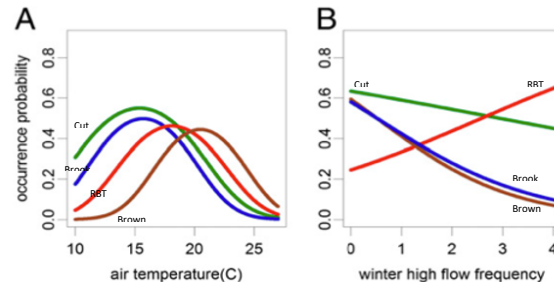 A
B
occurrence probability
0.0 0.2 0.4 0.6 0.8
Cut
Brook
RBT
Brown
10 15 20 25
air temperature(C)
0.0 0.2 0.4 0.6 0.8
Cut
RBT
Brook
Brown
0 1 2 3 4
winter high flow frequency